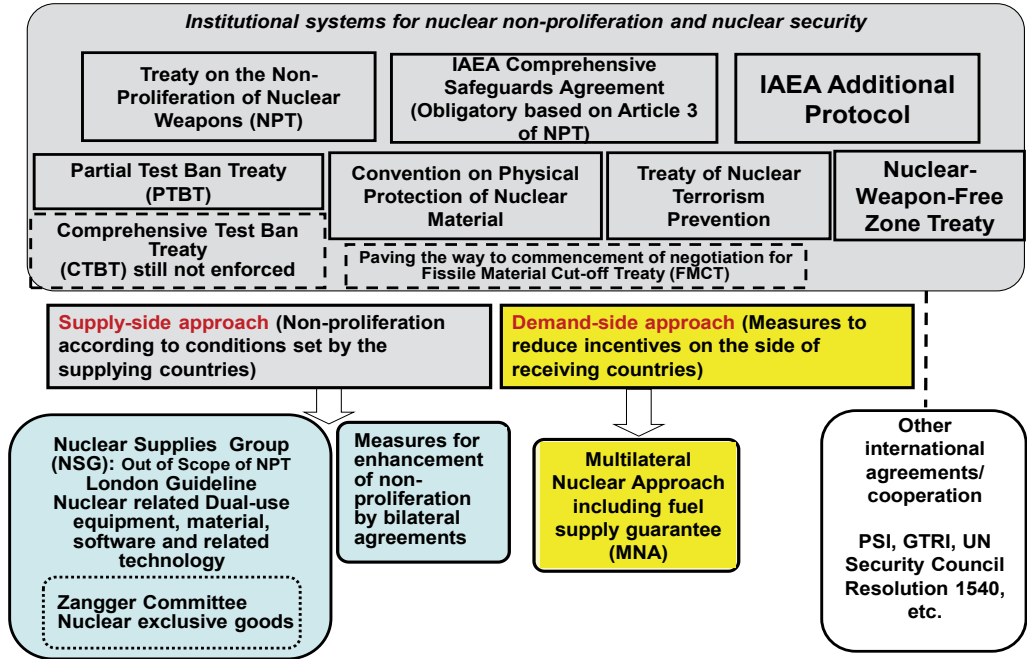 Institutional systems for nuclear non-proliferation and nuclear security
Treaty on the Non-
Proliferation of Nuclear
Weapons (NPT)
IAEA Comprehensive
Safeguards Agreement
(Obligatory based on Article 3
of NPT)
IAEA Additional
Protocol
Partial Test Ban Treaty
(PTBT)
Convention on Physical
Protection of Nuclear
Material
Treaty of Nuclear
Terrorism
Prevention
Nuclear-
Weapon-Free
Zone Treaty
Comprehensive Test Ban
Treaty
(CTBT) still not enforced
Paving the way to commencement of negotiation for
Fissile Material Cut-off Treaty (FMCT)
Supply-side approach (Non-proliferation
according to conditions set by the
supplying countries)
Demand-side approach (Measures to
reduce incentives on the side of
receiving countries)
Nuclear Supplies Group
(NSG): Out of Scope of NPT
London Guideline
Nuclear related Dual-use
equipment, material,
software and related
technology
Zangger Committee
Nuclear exclusive goods
Measures for
enhancement
of non-
proliferation
by bilateral
agreements
Multilateral
Nuclear Approach
including fuel
supply guarantee
(MNA)
Other
international
agreements/
cooperation
PSI, GTRI, UN
Security Council
Resolution 1540,
etc.